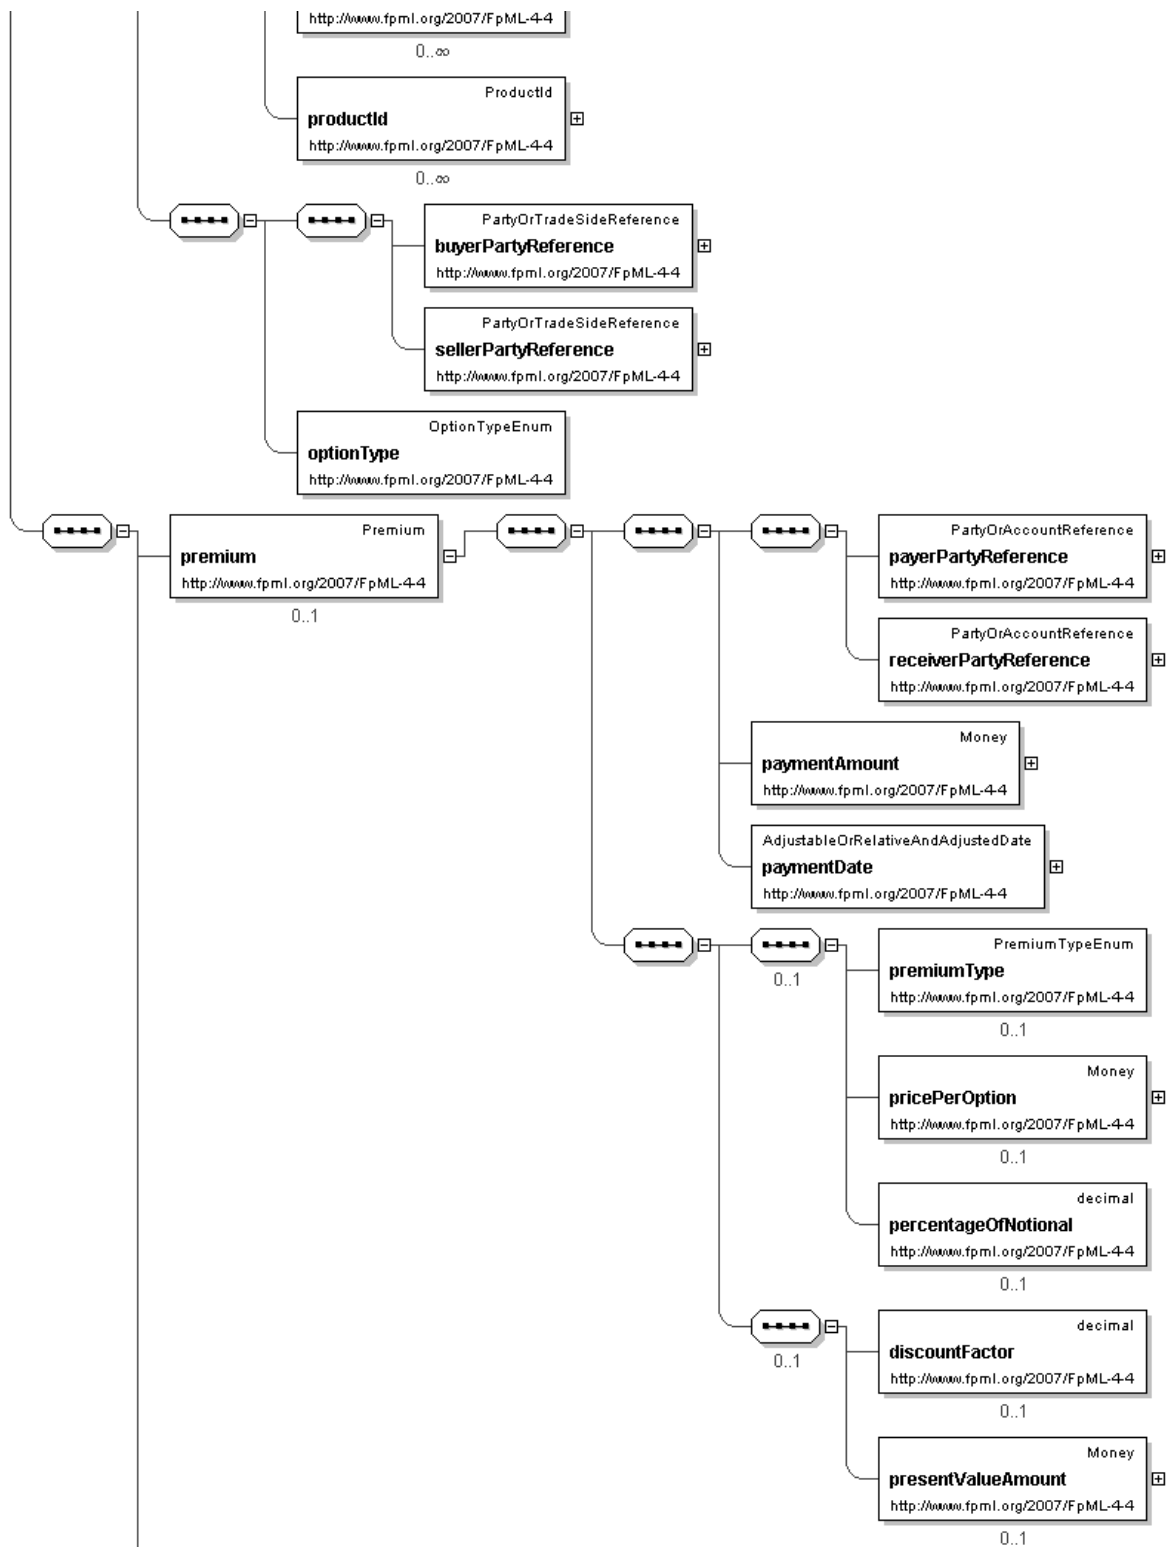 http://www.fpml.org/2007/FpML-4-4
0..∞
ProductId
productId
http://www.fpml.org/2007/FpML-4-4
0..∞
PartyOrTradeSideReference
buyerPartyReference
http://www.fpml.org/2007/FpML-4-4
PartyOrTradeSideReference
sellerPartyReference
http://www.fpml.org/2007/FpML-4-4
OptionTypeEnum
optionType
http://www.fpml.org/2007/FpML-4-4
Premium
premium
http://www.fpml.org/2007/FpML-4-4
0..1
PartyOrAccountReference
payerPartyReference
http://www.fpml.org/2007/FpML-4-4
PartyOrAccountReference
receiverPartyReference
http://www.fpml.org/2007/FpML-4-4
Money
paymentAmount
http://www.fpml.org/2007/FpML-4-4
AdjustableOrRelativeAndAdjustedDate
paymentDate
http://www.fpml.org/2007/FpML-4-4
0..1
PremiumTypeEnum
premiumType
http://www.fpml.org/2007/FpML-4-4
0..1
Money
pricePerOption
http://www.fpml.org/2007/FpML-4-4
0..1
decimal
percentageOfNotional
http://www.fpml.org/2007/FpML-4-4
0..1
0..1
decimal
discountFactor
http://www.fpml.org/2007/FpML-4-4
0..1
Money
presentValueAmount
http://www.fpml.org/2007/FpML-4-4
0..1